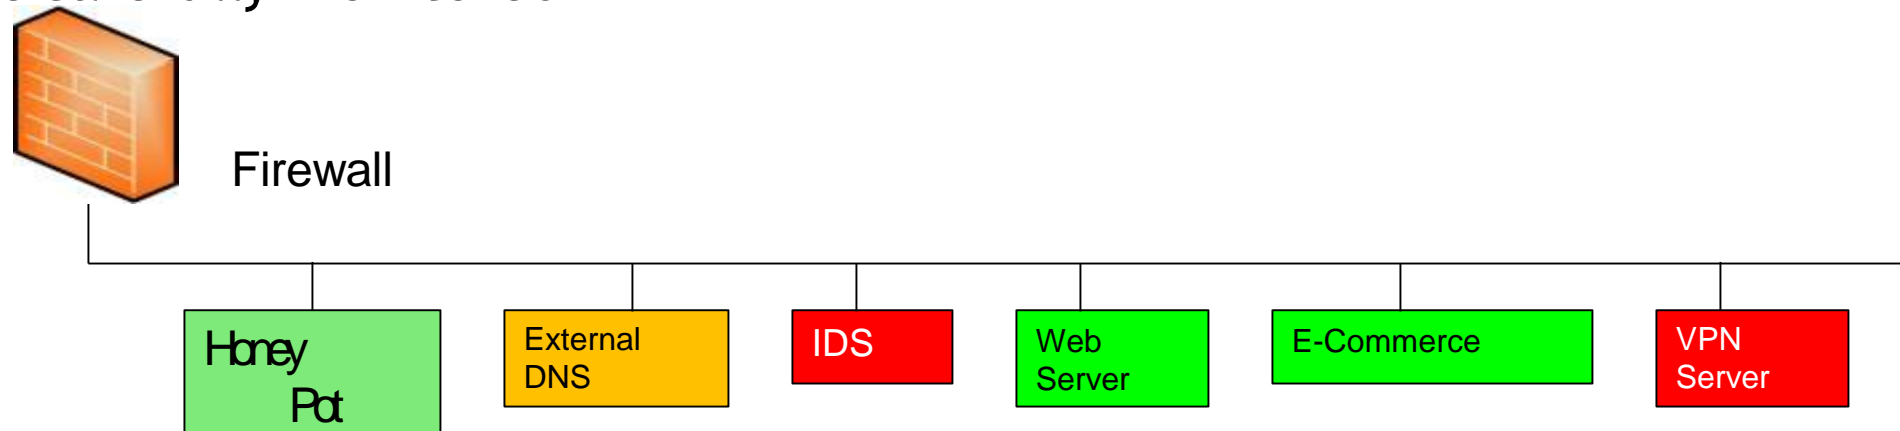 Firewall
Honey
Pot
External
DNS
IDS
Web
Server
E-Commerce
VPN
Server